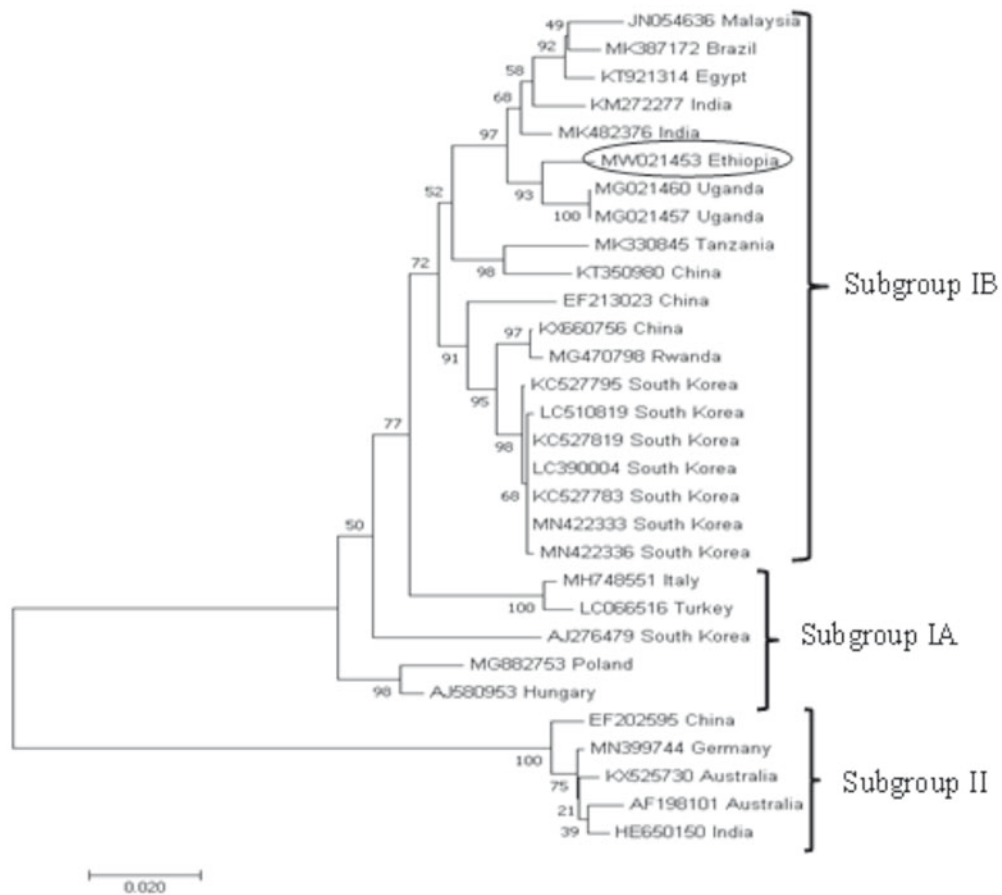 49
JN054636 Malaysia
92
MK387172 Brazil
58
KT921314 Egypt
68
KM272277 India
97
MK482376 India
MW021453 Ethiopia
52
93
MG021460 Uganda
100
MG021457 Uganda
MK330845 Tanzania
72
98
KT350980 China
Subgroup IB
EF213023 China
97
KX660756 China
91
MG470798 Rwanda
95
KC527795 South Korea
LC510819 South Korea
77
KC527819 South Korea
98
LC390004 South Korea
68
KC527783 South Korea
50
MN422333 South Korea
MN422336 South Korea
MH748551 Italy
100
LC066516 Turkey
AJ276479 South Korea
Subgroup IA
MG882753 Poland
98
AJ580953 Hungary
EF202595 China
100
MN399744 Germany
75
KX525730 Australia
Subgroup II
21
AF198101 Australia
39
HE650150 India
0.020